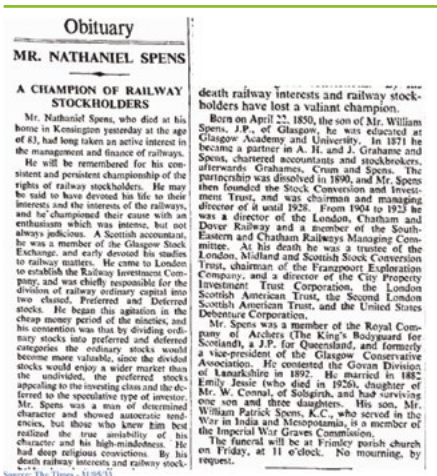 Obituary
MR. NATHANIEL SPENS
A CHAMPION OF RAILWAY
STOCKHOLDERS
Mr. Nathaniel Spens, who died at his
home in Kensington yesterday at the age
of 83, had long taken an active interest in
the management and finance of railways.
He will be remembered for his con-
sistent and persistent championship of the
rights of railway stockholders. He may
be said to have devoted his life to their
interests and the interests of the railways,
and he championed their cause with an
enthusiasm which was intense, but not
always judicious. A Scottish accountant,
he was a member of the Glasgow Stock
Exchange, and early devoted his studies
to railway matters. He came to London
to establish the Railway Investment Com-
pany, and was chiefly responsible for the
division of railway ordinary capital into
two classes, Preferred and Deferred
stocks. He began this agitation in the
cheap money period of the nineties, and
his contention was that by dividing ordi-
nary stocks into preferred and deferred
categories the ordinary stocks would
become more valuable, since the divided
stocks would enjoy a wider market than
the undivided, the preferred stocks
appealing to the investing class and the de-
ferred to the speculative type of investor.
Mr. Spens was a man of determined
character and showed autocratic tend-
encies, but those who knew him best
realized the true amiability of his
character and his high-mindedness. He
had deep religious convictions. By his
death railway interests and railway stock-
death railway interests and railway stock-
holders have lost a valiant champion.
Born on April 22, 1850, the son of Mr. William
Spens, J.P., of Glasgow, he was educated at
Glasgow Academy and University. In 1871 he
became a partner in A. H. and J. Grahame and
Spens, chartered accountants and stockbrokers,
afterwards Grahames, Crum and Spens. The
partnership was dissolved in 1890, and Mr. Spens
then founded the Stock Conversion and Invest-
ment Trust, and was chairman and managing
director of it until 1928. From 1904 to 1923 he
was a director of the London, Chatham and
Dover Railway and a member of the South-
Eastern and Chatham Railways Managing Com-
mittee. At his death he was a trustee of the
London, Midland and Scottish Stock Conversion
Trust, chairman of the Franzpoort Exploration
Company, and a director of the City Property
Investment Trust Corporation, the London
Scottish American Trust, the Second London
Scottish American Trust, and the United States
Debenture Corporation.
Mr. Spens was a member of the Royal Com-
pany of Archers (The King's Bodyguard for
Scotland), a J.P. for Queensland, and formerly
a vice-president of the Glasgow Conservative
Association. He contested the Govan Division
of Lanarkshire in 1892. He married in 1882
Emily Jessie (who died in 1926), daughter of
Mr. W. Connal, of Solsgirth, and had surviving
one son and three daughters. His son, Mr.
William Patrick Spens, K.C., who served in the
War in India and Mesopotamia, is a member of
the Imperial War Graves Commission.
The funeral will be at Frimley parish church
on Friday, at 11 o'clock. No mourning, by
request.
Source: The Times